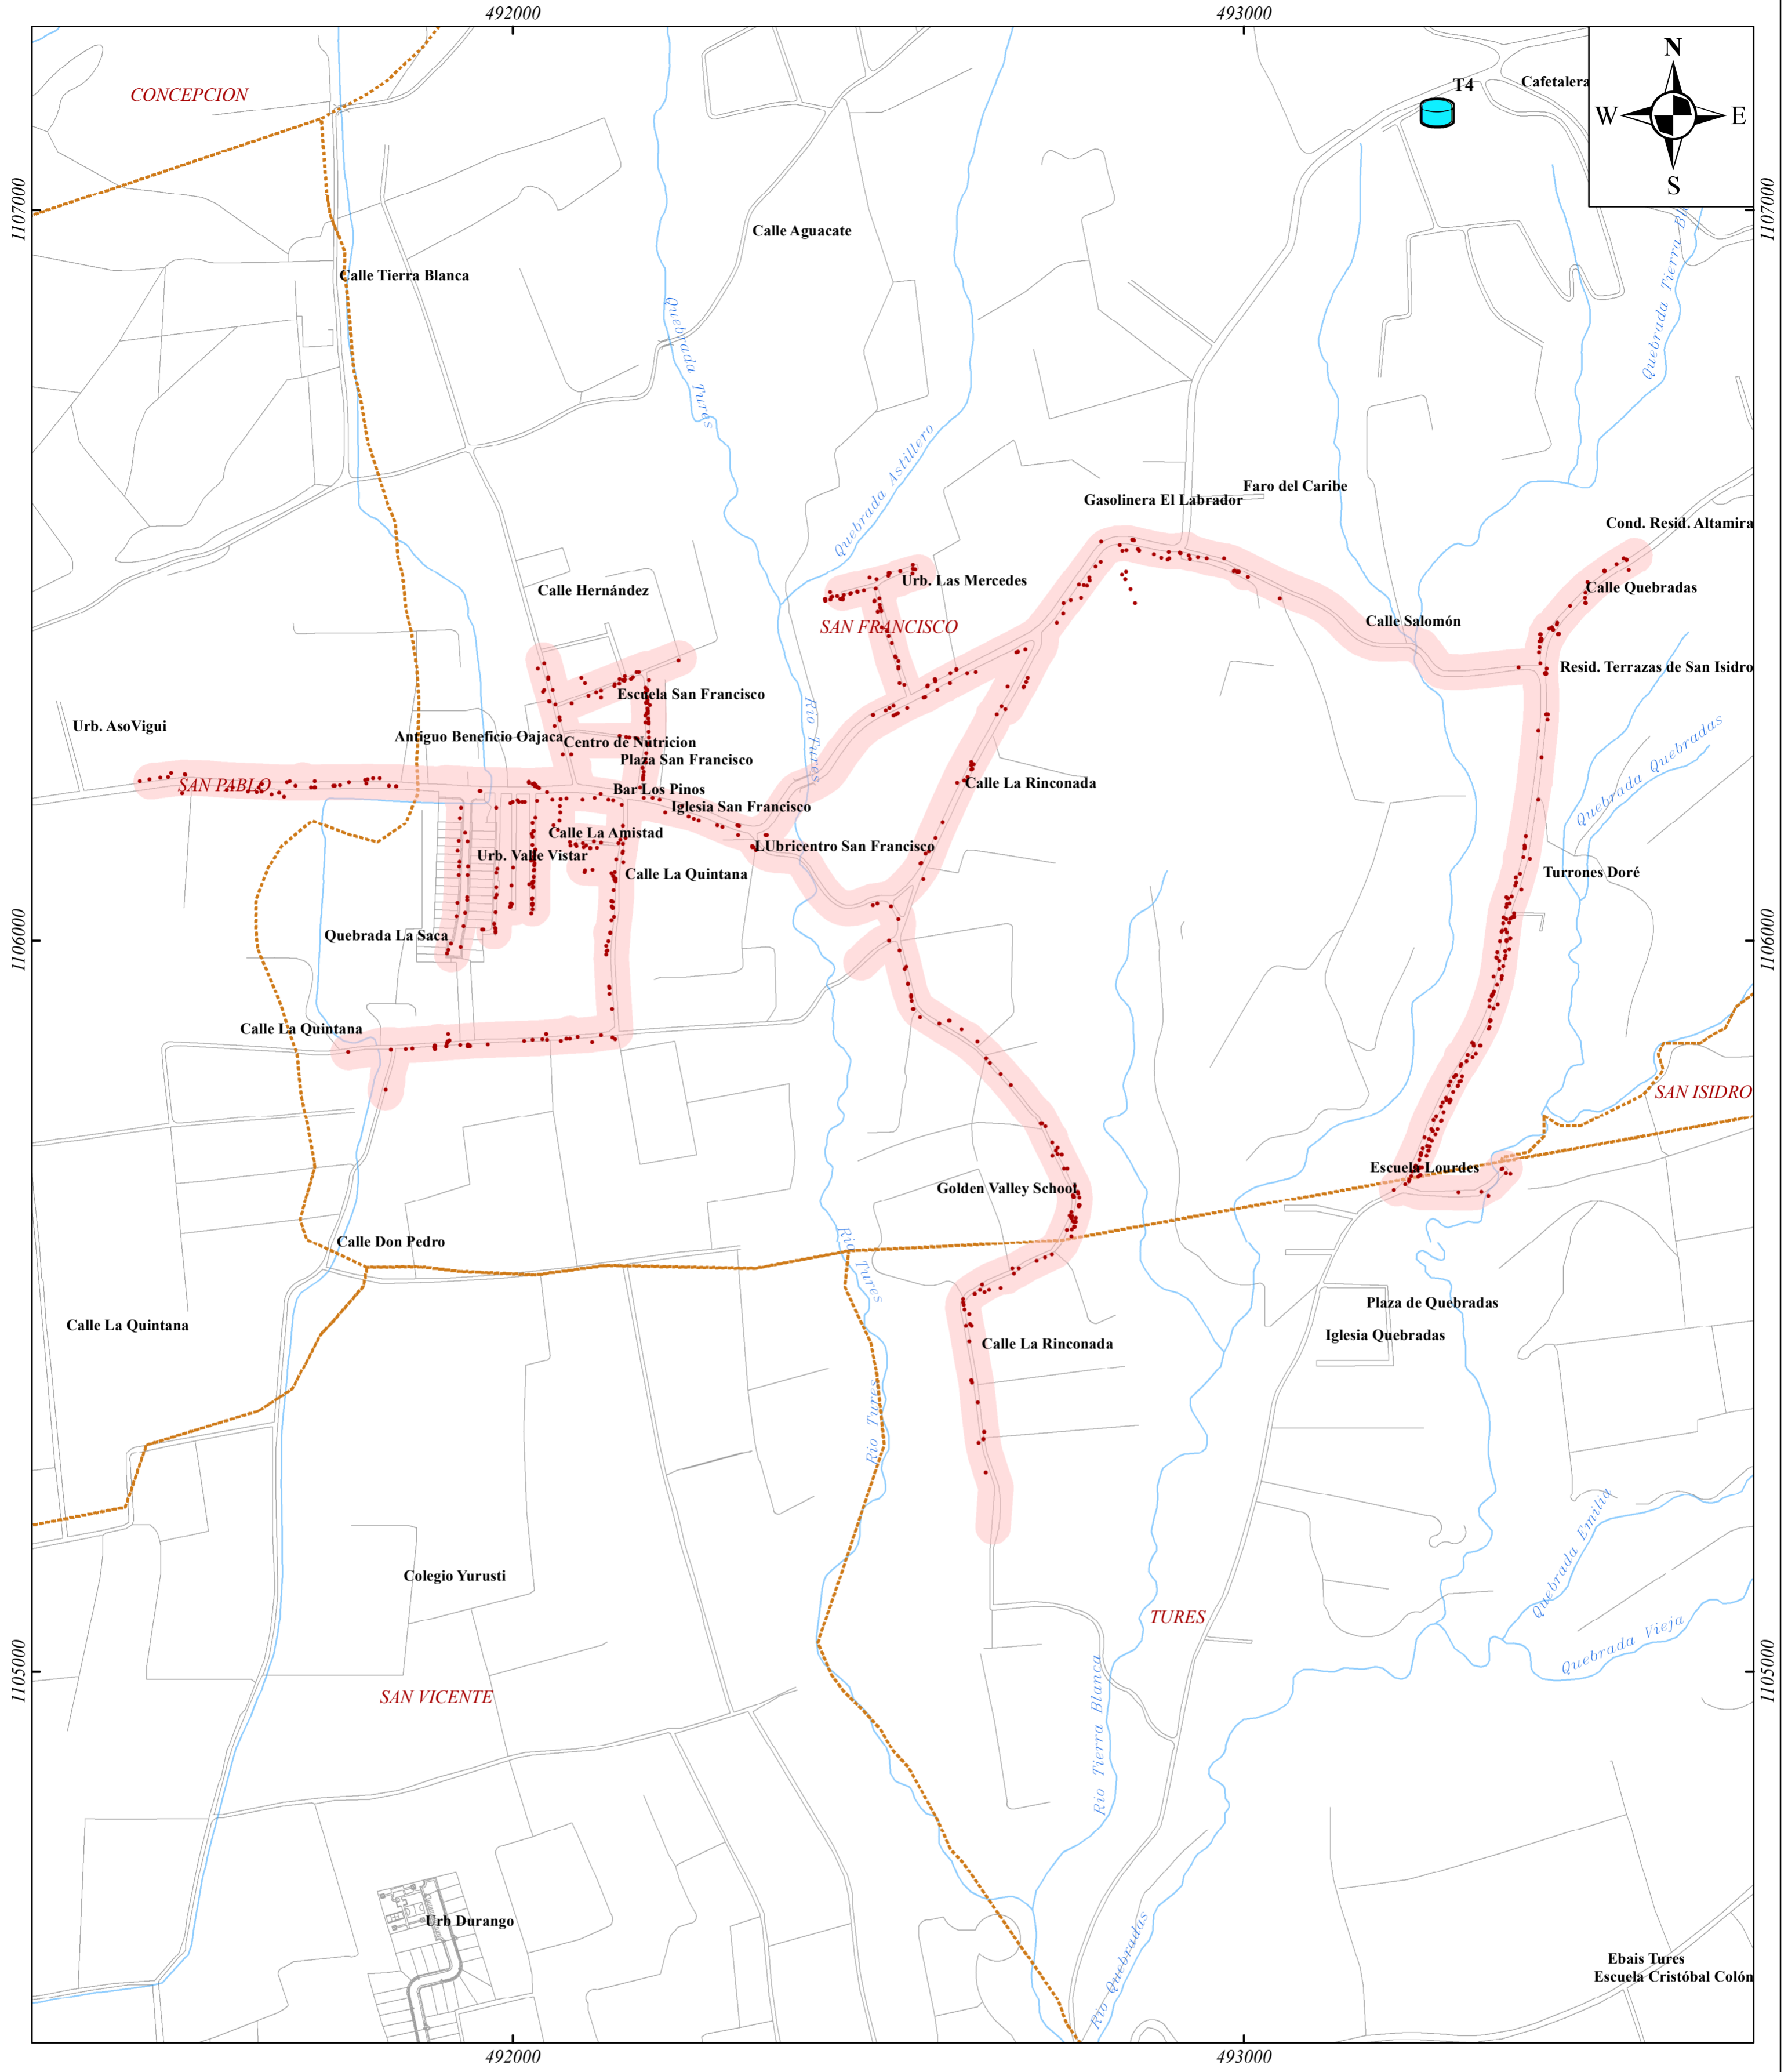 492000
493000
N
W
E
S
T4
Cafetalera
CONCEPCION
1107000
1107000
Calle Aguacate
Calle Tierra Blanca
Quebrada Tures
Quebrada Tierra
Quebrada Astillero
Faro del Caribe
Gasolinera El Labrador
Cond. Resid. Altamira
Urb. Las Mercedes
Calle Quebradas
Calle Hernández
Calle Salomón
SAN FRANCISCO
Resid. Terrazas de San Isidro
Escuela San Francisco
Urb. AsoVigui
Antiguo Beneficio Oajaca
Centro de Nutricion
Rio Tures
Quebrada Quebradas
Plaza San Francisco
SAN PABLO
Bar Los Pinos
Calle La Rinconada
Iglesia San Francisco
Calle La Amistad
LUbricentro San Francisco
Urb. Valle Vistar
Calle La Quintana
Turrones Doré
Quebrada La Saca
1106000
1106000
Calle La Quintana
SAN ISIDRO
Escuela Lourdes
Golden Valley School
Calle Don Pedro
Rio Tures
Plaza de Quebradas
Calle La Quintana
Iglesia Quebradas
Calle La Rinconada
Rio Tures
Quebrada Emilia
Colegio Yurusti
TURES
Quebrada Vieja
1105000
1105000
SAN VICENTE
Rio Tierra Blanca
Urb Durango
Rio Quebradas
Ebais Tures
Escuela Cristóbal Colón
492000
493000